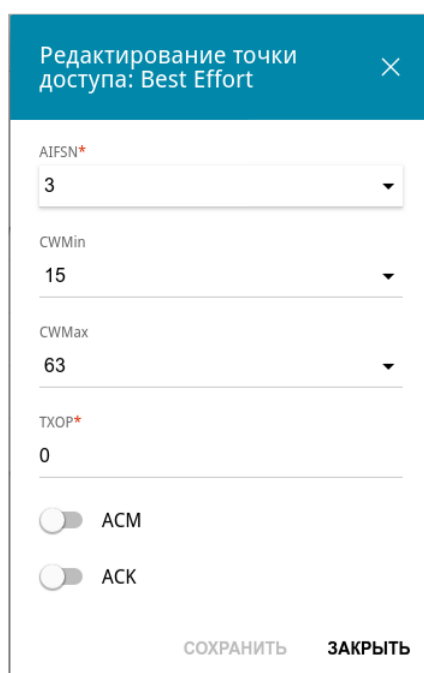 Редактирование точки
доступа: Best Effort
AIFSN*
3
CWMin
15
CWMax
63
TXOP*
0
ACM
ACK
СОХРАНИТЬ ЗАКРЫТЬ